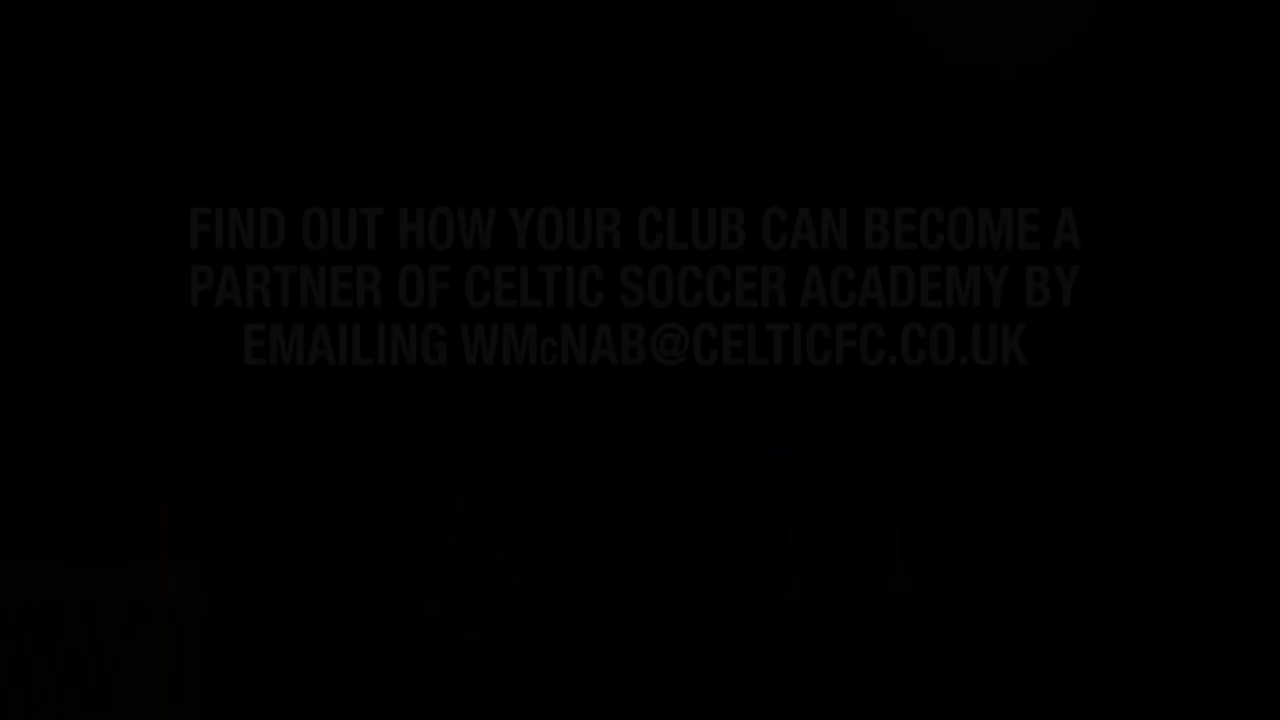 FIND OUT HOW YOUR CLUB CAN BECOME A
PARTNER OF CELTIC SOCCER ACADEMY BY
EMAILING WMcNAB@CELTICFC.CO.UK